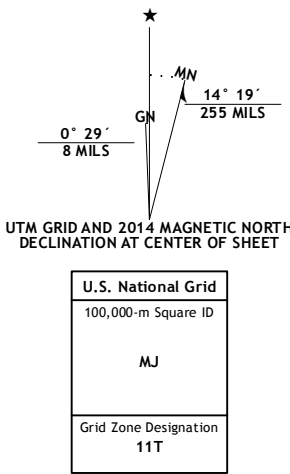 ★
MN
GN
14° 19´
255 MILS
0° 29´
8 MILS
UTM GRID AND 2014 MAGNETIC NORTH
DECLINATION AT CENTER OF SHEET
U.S. National Grid
100,000-m Square ID
MJ
Grid Zone Designation
11T